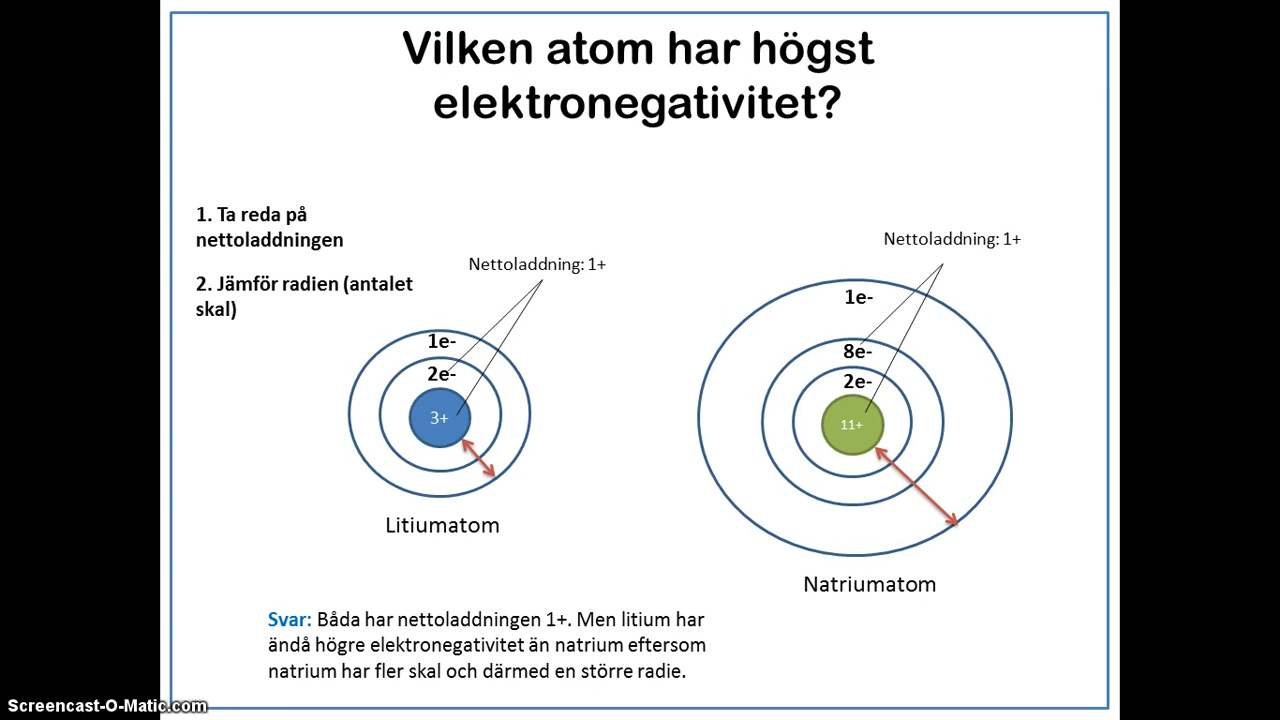 Vilken atom har högst
elektronegativitet?
1. Ta reda på
nettoladdningen
2. Jämför radien (antalet
skal)
Nettoladdning: 1+
1e-
2e-
3+
Litiumatom
Nettoladdning: 1+
1e-
8e-
2e-
11+
Natriumatom
Svar: Båda har nettoladdningen 1+. Men litium har
ändå högre elektronegativitet än natrium eftersom
natrium har fler skal och därmed en större radie.
Screencast-O-Matic.com